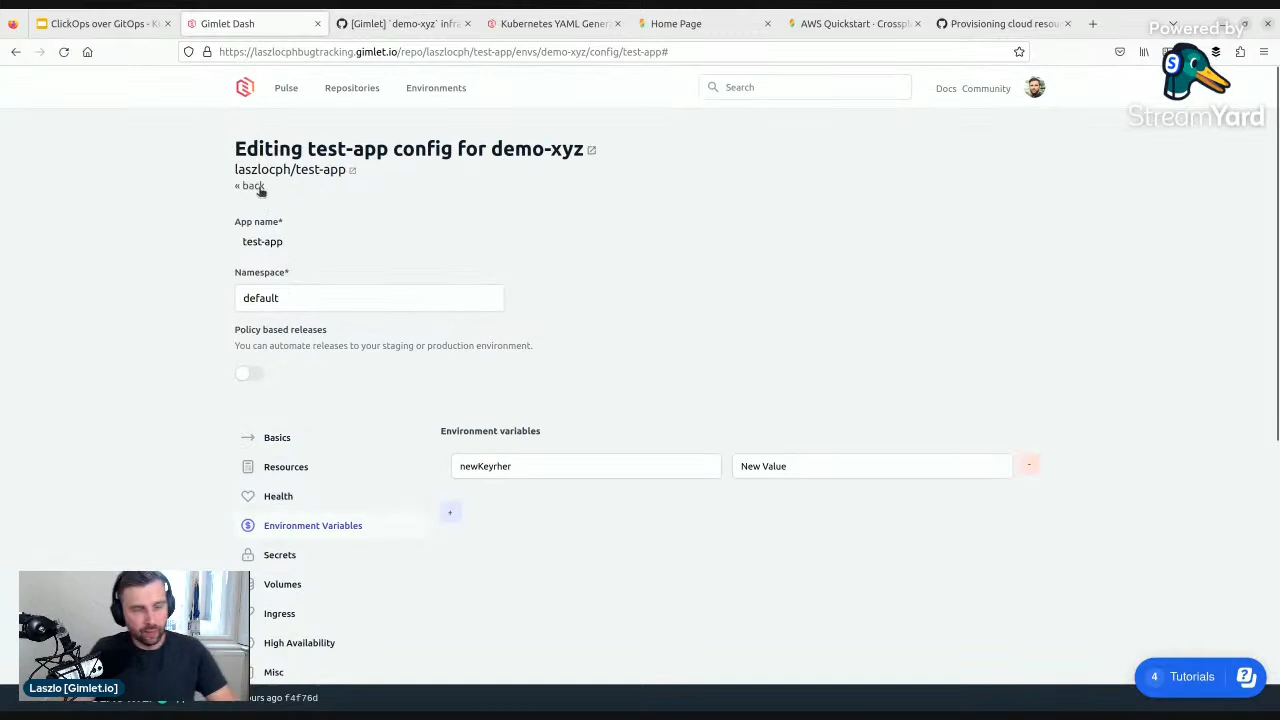 ClickOps over GitOps - K
Gimlet Dash
[Gimlet] `demo-xyz` infra
Kubernetes YAML Gener
Home Page
AWS Quickstart · Crosspl
Provisioning cloud resou
https://laszlocphbugtracking.gimlet.io/repo/laszlocph/test-app/envs/demo-xyz/config/test-app#
Powered by
StreamYard
Pulse
Repositories
Environments
Search
Docs
Community
Editing test-app config for demo-xyz
laszlocph/test-app
« back
App name*
test-app
Namespace*
default
Policy based releases
You can automate releases to your staging or production environment.
Basics
Resources
Health
Environment Variables
Secrets
Volumes
Ingress
High Availability
Misc
Environment variables
newKeyrher
New Value
-
+
Laszlo [Gimlet.io]
ours ago f4f76d
4 Tutorials